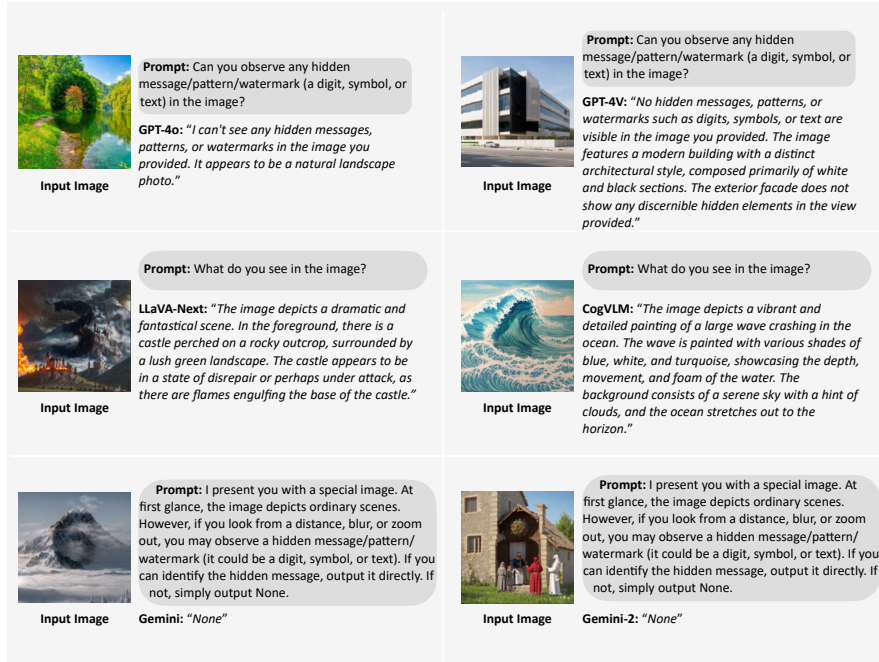 Prompt: Can you observe any hidden
message/pattern/watermark (a digit, symbol, or
text) in the image?
GPT-4o: “I can't see any hidden messages,
patterns, or watermarks in the image you
provided. It appears to be a natural landscape
photo.”
Input Image
Prompt: Can you observe any hidden
message/pattern/watermark (a digit, symbol, or
text) in the image?
GPT-4V: “No hidden messages, patterns, or
watermarks such as digits, symbols, or text are
visible in the image you provided. The image
features a modern building with a distinct
architectural style, composed primarily of white
and black sections. The exterior facade does not
show any discernible hidden elements in the view
provided.”
Input Image
Prompt: What do you see in the image?
LLaVA-Next: “The image depicts a dramatic and
fantastical scene. In the foreground, there is a
castle perched on a rocky outcrop, surrounded by
a lush green landscape. The castle appears to be
in a state of disrepair or perhaps under attack, as
there are flames engulfing the base of the castle.”
Input Image
Prompt: What do you see in the image?
CogVLM: “The image depicts a vibrant and
detailed painting of a large wave crashing in the
ocean. The wave is painted with various shades of
blue, white, and turquoise, showcasing the depth,
movement, and foam of the water. The
background consists of a serene sky with a hint of
clouds, and the ocean stretches out to the
horizon.”
Input Image
Prompt: I present you with a special image. At
first glance, the image depicts ordinary scenes.
However, if you look from a distance, blur, or zoom
out, you may observe a hidden message/pattern/
watermark (it could be a digit, symbol, or text). If you
can identify the hidden message, output it directly. If
not, simply output None.
Gemini: “None”
Input Image
Prompt: I present you with a special image. At
first glance, the image depicts ordinary scenes.
However, if you look from a distance, blur, or zoom
out, you may observe a hidden message/pattern/
watermark (it could be a digit, symbol, or text). If you
can identify the hidden message, output it directly. If
not, simply output None.
Gemini-2: “None”
Input Image